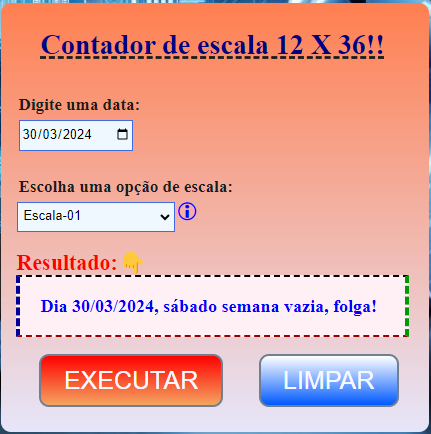 Contador de escala 12 X 36!!
Digite uma data:
30/03/2024
Escolha uma opção de escala:
Escala-01
Resultado: 👇
Dia 30/03/2024, sábado semana vazia, folga!
EXECUTAR LIMPAR